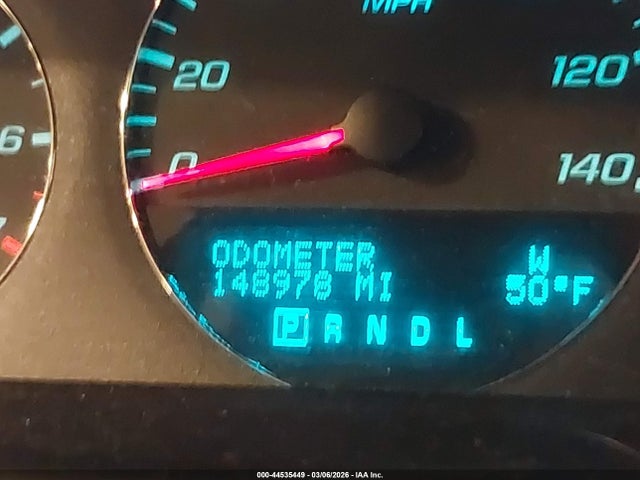 MPH
20
120
6
0
140
ODOMETER W
148978 MI 50°F
P R N D L
000-44535449 - 03/06/2026 - IAA Inc.